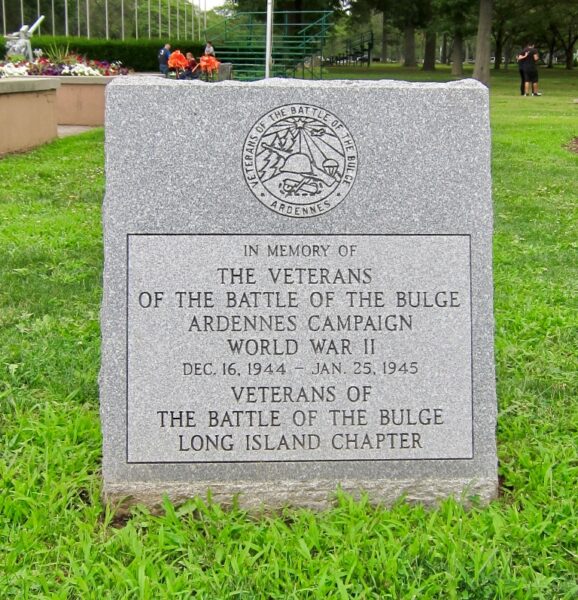 VETERANS OF THE BATTLE OF THE BULGE
ARDENNES
IN MEMORY OF
THE VETERANS
OF THE BATTLE OF THE BULGE
ARDENNES CAMPAIGN
WORLD WAR II
DEC. 16, 1944 – JAN. 25, 1945
VETERANS OF
THE BATTLE OF THE BULGE
LONG ISLAND CHAPTER